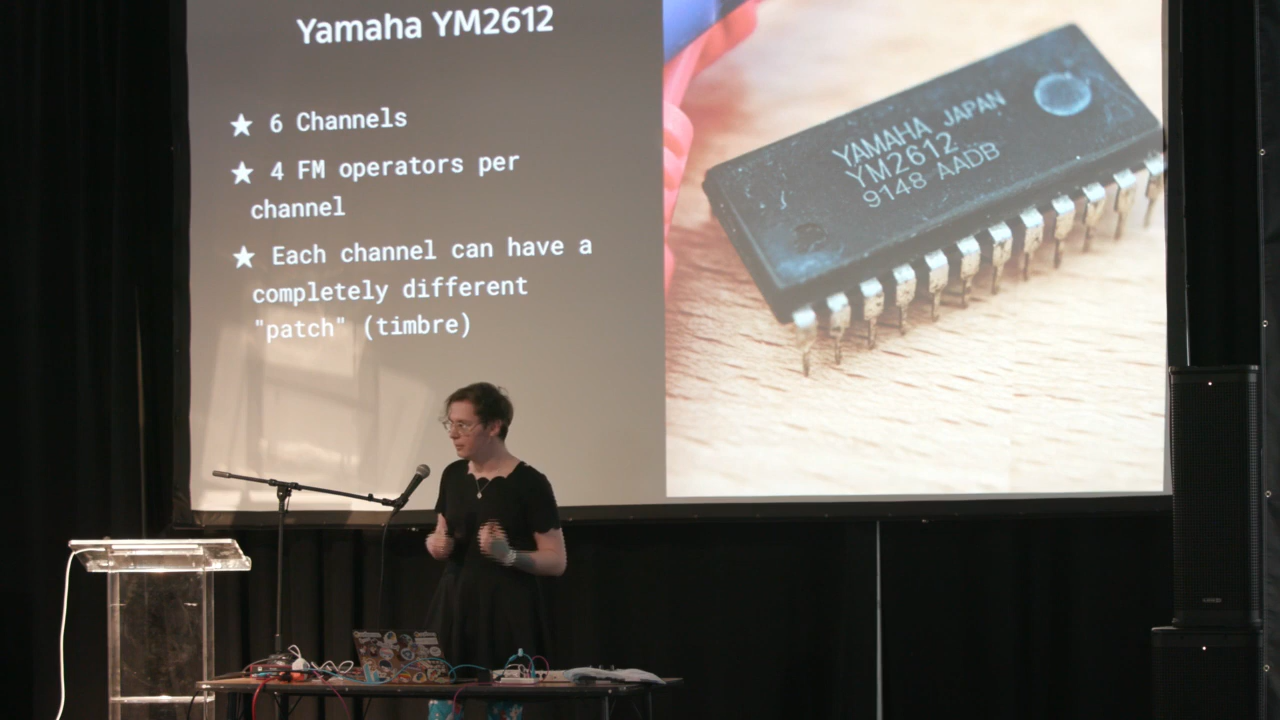 Yamaha YM2612
★ 6 Channels
★ 4 FM operators per
channel
★ Each channel can have a
completely different
"patch" (timbre)
YAMAHA JAPAN
YM2612
9148 AADB